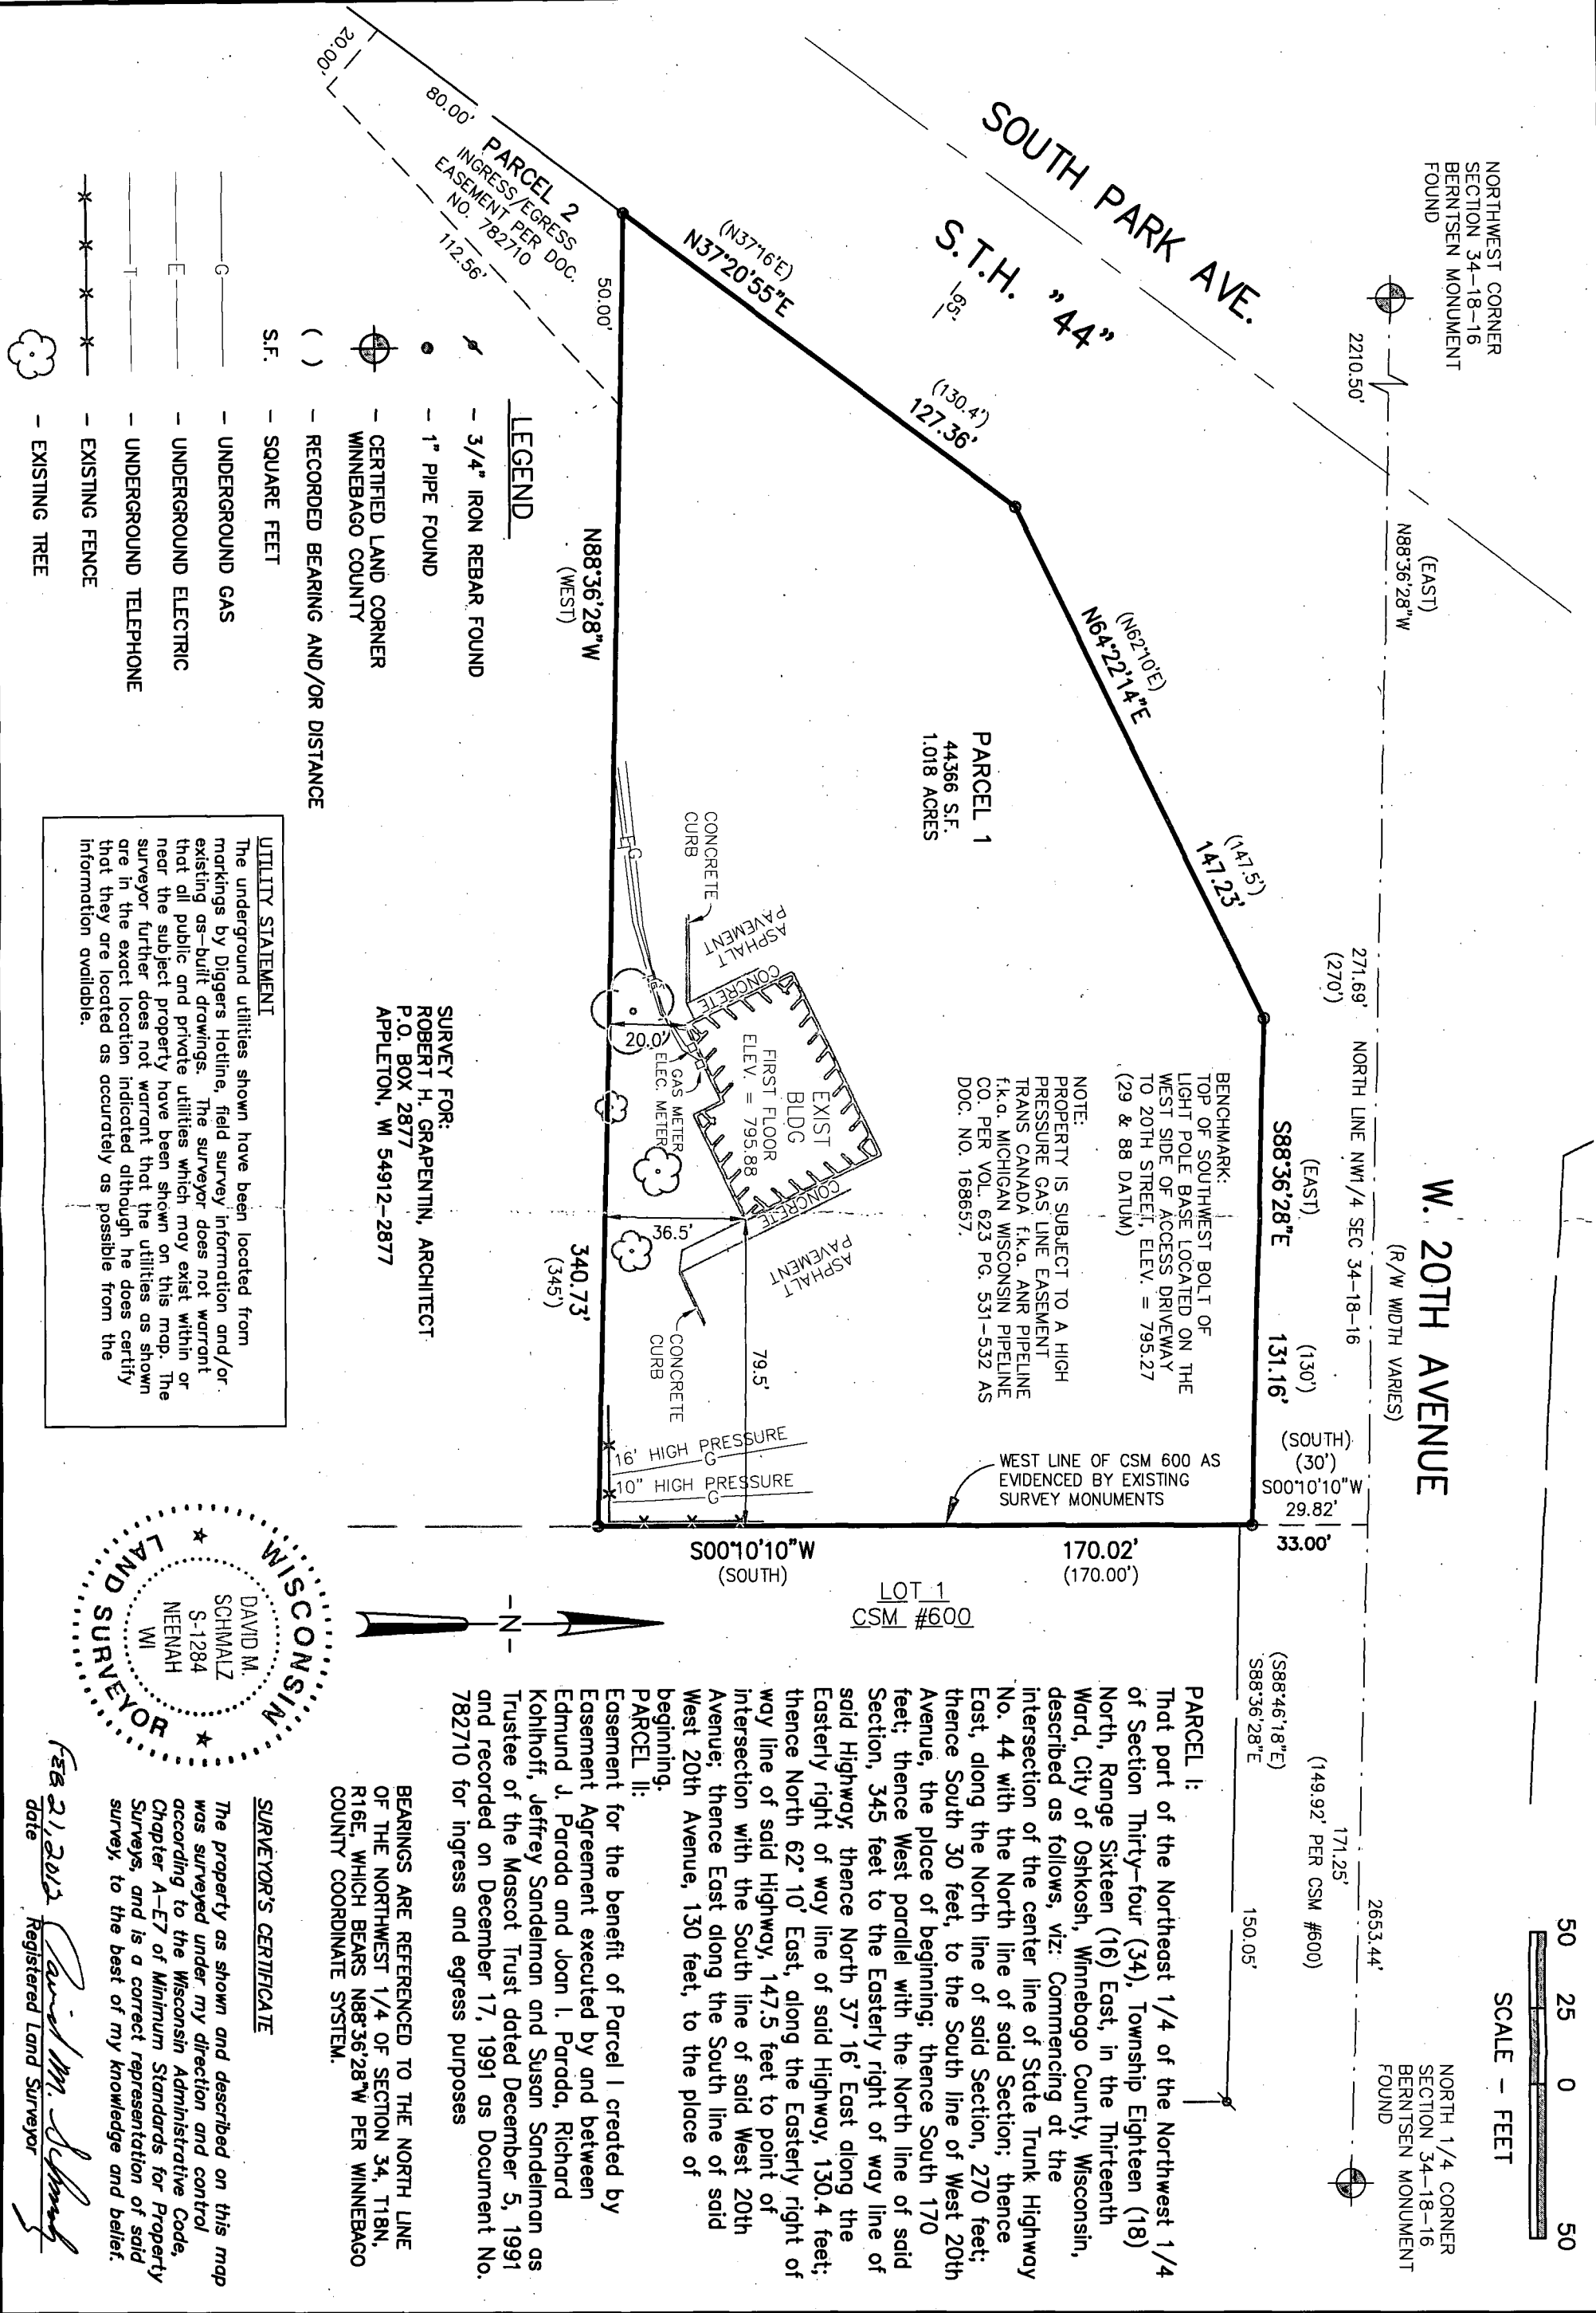 NORTHWEST CORNER
SECTION 34-18-16
BERNTSEN MONUMENT
FOUND
2210.50'
(EAST)
N88°36'28"W
271.69'
(270')
NORTH LINE NW1/4 SEC 34-18-16
W. 20TH AVENUE
(R/W WIDTH VARIES)
2653.44'
171.25'
(149.92' PER CSM #600)
(S88°46'18"E)
S88°36'28"E
150.05'
NORTH 1/4 CORNER
SECTION 34-18-16
BERNTSEN MONUMENT
FOUND
50 25 0 50
SCALE - FEET
SOUTH PARK AVE.
S.T.H. "44"
65'
(N37°16'E)
N37°20'55"E
(130.4')
127.36'
(N62°10'E)
N64°22'14"E
(147.5')
147.23'
(EAST)
S88°36'28"E
(130')
131.16'
(SOUTH)
(30')
S00°10'10"W
29.82'
33.00'
WEST LINE OF CSM 600 AS
EVIDENCED BY EXISTING
SURVEY MONUMENTS
S00°10'10"W
(SOUTH)
170.02'
(170.00')
LOT 1
CSM #600
PARCEL 1
44366 S.F.
1.018 ACRES
BENCHMARK:
TOP OF SOUTHWEST BOLT OF
LIGHT POLE BASE LOCATED ON THE
WEST SIDE OF ACCESS DRIVEWAY
TO 20TH STREET, ELEV. = 795.27
(29 & 88 DATUM)
NOTE:
PROPERTY IS SUBJECT TO A HIGH
PRESSURE GAS LINE EASEMENT
TRANS CANADA f.k.a. ANR PIPELINE
f.k.a. MICHIGAN WISCONSIN PIPELINE
CO. PER VOL. 623 PG. 531-532 AS
DOC. NO. 168657.
EXIST
BLDG
FIRST FLOOR
ELEV. = 795.88
CONCRETE
CONCRETE
ASPHALT
PAVEMENT
ASPHALT
PAVEMENT
CONCRETE
CURB
CONCRETE
CURB
GAS METER
ELEC. METER
20.0'
36.5'
79.5'
E
G
16' HIGH PRESSURE
G
10" HIGH PRESSURE
G
20.00'
80.00'
PARCEL 2
INGRESS/EGRESS
EASEMENT PER DOC.
NO. 782710
112.56'
50.00'
N88°36'28"W
(WEST)
340.73'
(345')
LEGEND
- 3/4" IRON REBAR FOUND
- 1" PIPE FOUND
- CERTIFIED LAND CORNER
WINNEBAGO COUNTY
( ) - RECORDED BEARING AND/OR DISTANCE
S.F. - SQUARE FEET
G - UNDERGROUND GAS
E - UNDERGROUND ELECTRIC
T - UNDERGROUND TELEPHONE
- EXISTING FENCE
- EXISTING TREE
SURVEY FOR:
ROBERT H. GRAPENTIN, ARCHITECT
P.O. BOX 2877
APPLETON, WI 54912-2877
UTILITY STATEMENT
The underground utilities shown have been located from
markings by Diggers Hotline, field survey information and/or
existing as-built drawings. The surveyor does not warrant
that all public and private utilities which may exist within or
near the subject property have been shown on this map. The
surveyor further does not warrant that the utilities as shown
are in the exact location indicated although he does certify
that they are located as accurately as possible from the
information available.
-N-
PARCEL I:
That part of the Northeast 1/4 of the Northwest 1/4
of Section Thirty-four (34), Township Eighteen (18)
North, Range Sixteen (16) East, in the Thirteenth
Ward, City of Oshkosh, Winnebago County, Wisconsin,
described as follows, viz: Commencing at the
intersection of the center line of State Trunk Highway
No. 44 with the North line of said Section; thence
East, along the North line of said Section, 270 feet;
thence South 30 feet, to the South line of West 20th
Avenue, the place of beginning; thence South 170
feet; thence West parallel with the North line of said
Section, 345 feet to the Easterly right of way line of
said Highway; thence North 37° 16' East along the
Easterly right of way line of said Highway, 130.4 feet;
thence North 62° 10' East, along the Easterly right of
way line of said Highway, 147.5 feet to point of
intersection with the South line of said West 20th
Avenue; thence East along the South line of said
West 20th Avenue, 130 feet, to the place of
beginning.
PARCEL II:
Easement for the benefit of Parcel I created by
Easement Agreement executed by and between
Edmund J. Parada and Joan I. Parada, Richard
Kohlhoff, Jeffrey Sandelman and Susan Sandelman as
Trustee of the Mascot Trust dated December 5, 1991
and recorded on December 17, 1991 as Document No.
782710 for ingress and egress purposes
BEARINGS ARE REFERENCED TO THE NORTH LINE
OF THE NORTHWEST 1/4 OF SECTION 34, T18N,
R16E, WHICH BEARS N88°36'28"W PER WINNEBAGO
COUNTY COORDINATE SYSTEM.
SURVEYOR'S CERTIFICATE
The property as shown and described on this map
was surveyed under my direction and control
according to the Wisconsin Administrative Code,
Chapter A-E7 of Minimum Standards for Property
Surveys, and is a correct representation of said
survey, to the best of my knowledge and belief.
FEB 21, 2012 David M. Schmalz
date Registered Land Surveyor
WISCONSIN
DAVID M.
SCHMALZ
S-1284
NEENAH
WI
LAND SURVEYOR